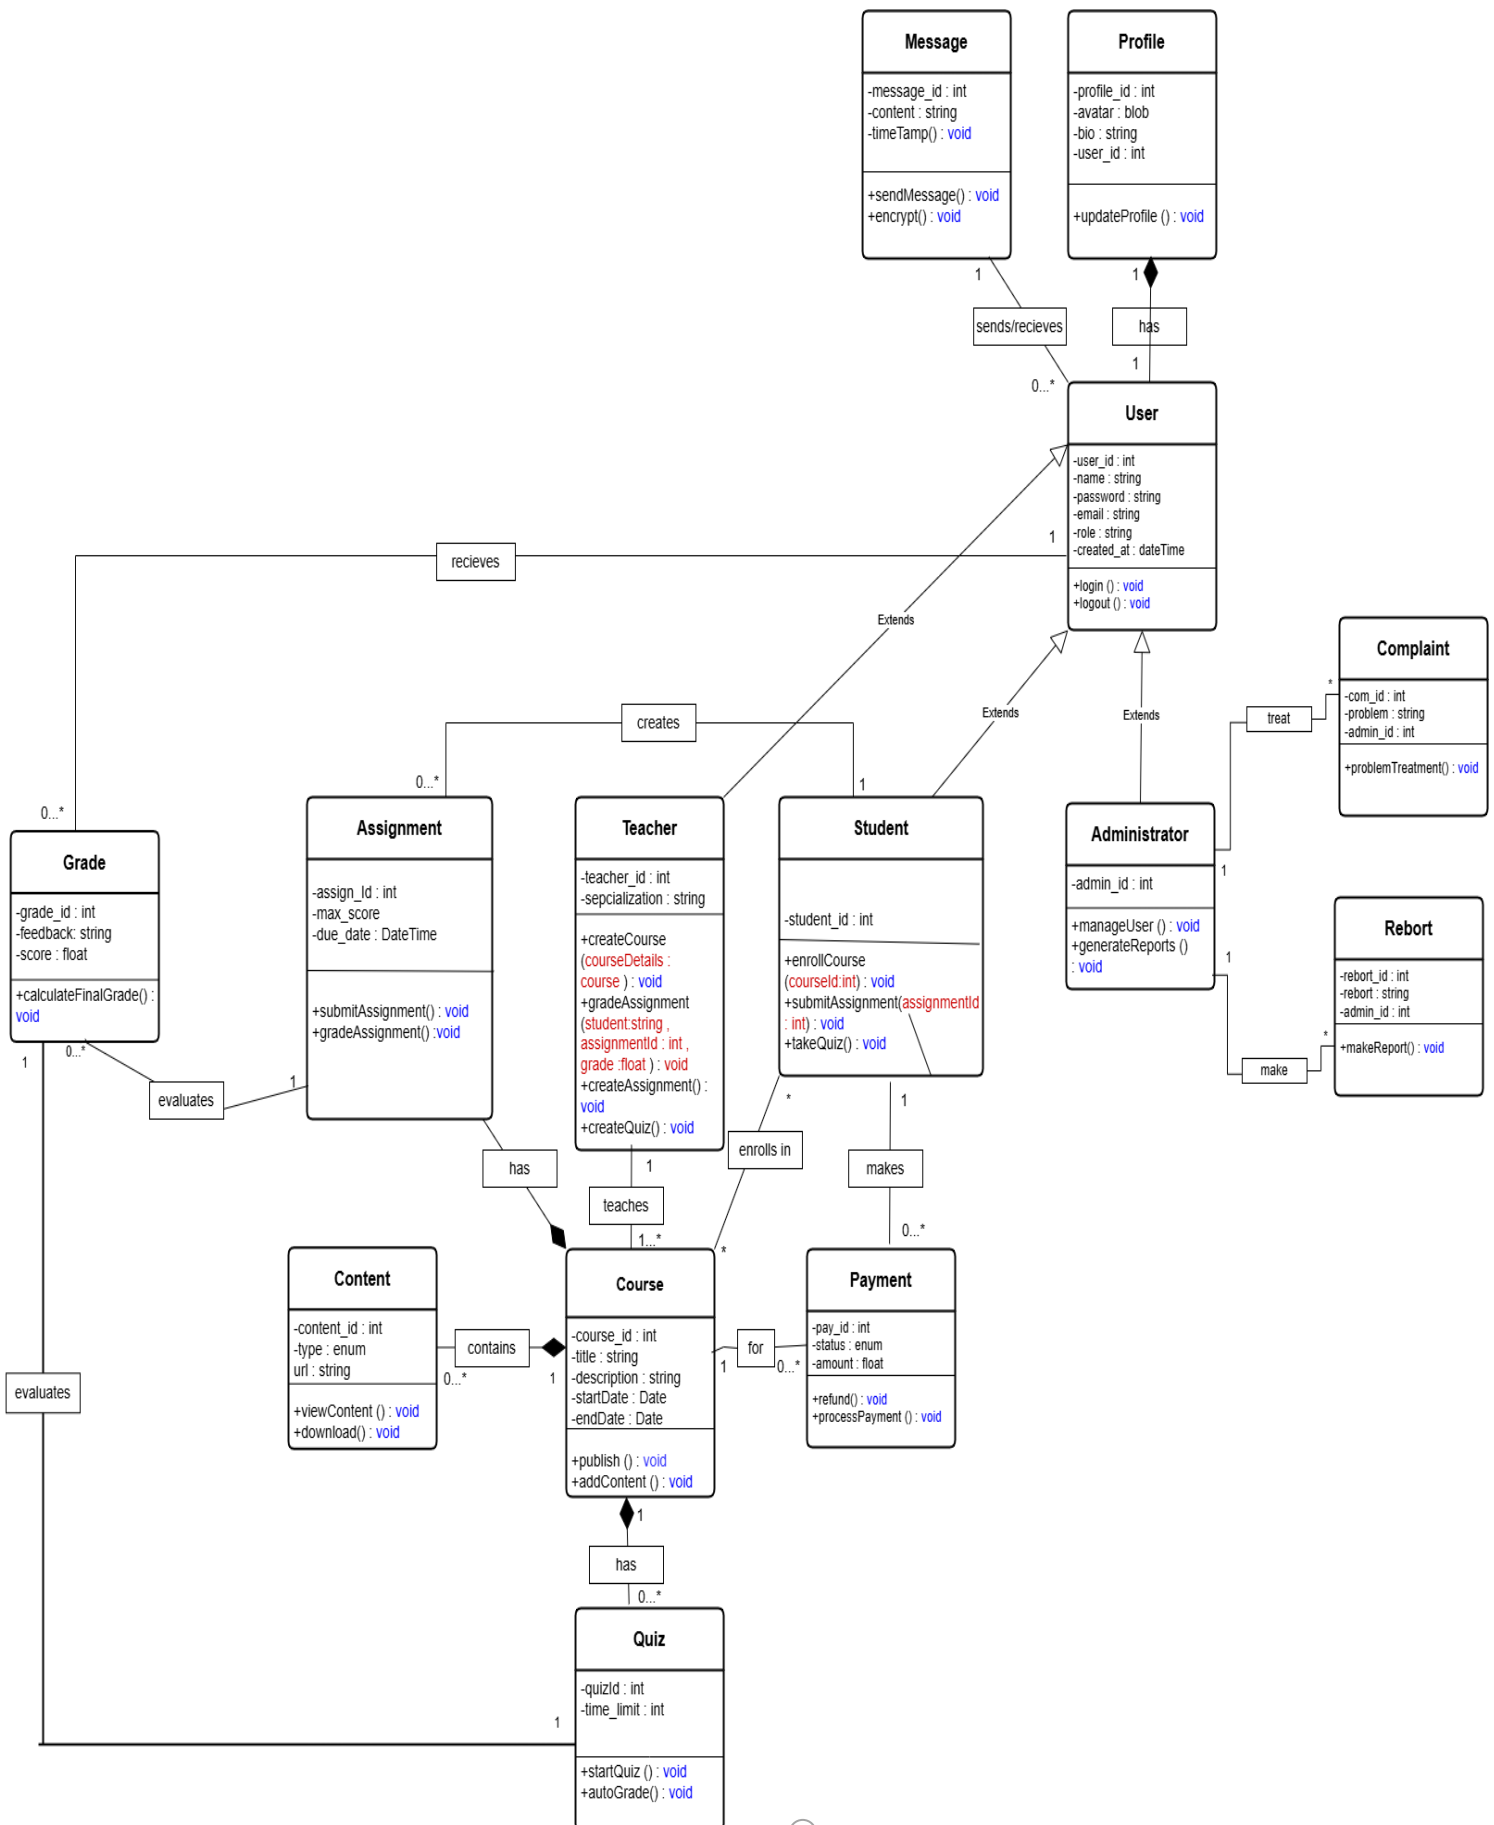 Message
-message_id : int
-content : string
-timeTamp() : void
+sendMessage() : void
+encrypt() : void
Profile
-profile_id : int
-avatar : blob
-bio : string
-user_id : int
+updateProfile () : void
1
sends/recieves
0...*
1
has
1
User
-user_id : int
-name : string
-password : string
-email : string
-role : string
-created_at : dateTime
+login () : void
+logout () : void
1
recieves
0...*
Extends
Extends
Extends
creates
0...*
1
Complaint
-com_id : int
-problem : string
-admin_id : int
+problemTreatment() : void
*
treat
1
Grade
-grade_id : int
-feedback: string
-score : float
+calculateFinalGrade() :
void
Assignment
-assign_Id : int
-max_score
-due_date : DateTime
+submitAssignment() : void
+gradeAssignment() :void
Teacher
-teacher_id : int
-sepcialization : string
+createCourse
(courseDetails :
course ) : void
+gradeAssignment
(student:string ,
assignmentId : int ,
grade :float ) : void
+createAssignment() :
void
+createQuiz() : void
Student
-student_id : int
+enrollCourse
(courseId:int) : void
+submitAssignment(assignmentId
: int) : void
+takeQuiz() : void
Administrator
-admin_id : int
+manageUser () : void
+generateReports ()
: void
Rebort
-rebort_id : int
-rebort : string
-admin_id : int
+makeReport() : void
1
make
*
1
0...*
evaluates
1
has
1
teaches
1...*
*
enrolls in
*
1
makes
0...*
Content
-content_id : int
-type : enum
url : string
+viewContent () : void
+download() : void
contains
0...*
1
Course
-course_id : int
-title : string
-description : string
-startDate : Date
-endDate : Date
+publish () : void
+addContent () : void
for
1
0...*
Payment
-pay_id : int
-status : enum
-amount : float
+refund() : void
+processPayment () : void
evaluates
1
has
0...*
Quiz
-quizId : int
-time_limit : int
+startQuiz () : void
+autoGrade() : void
1